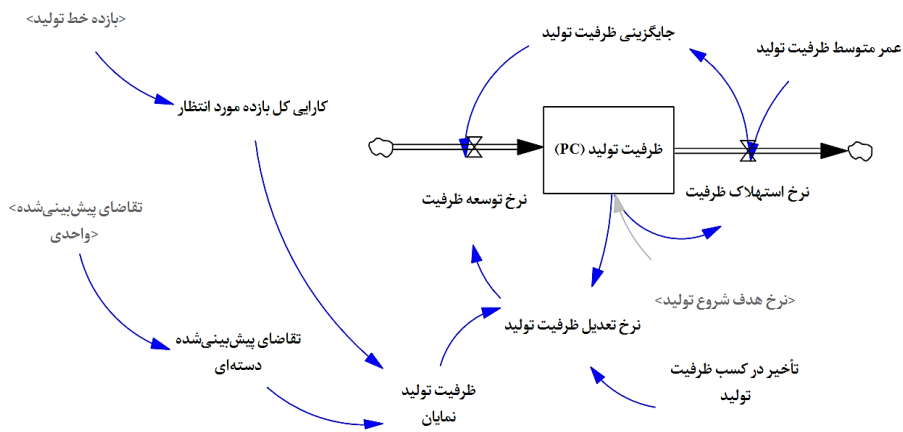 <بازده خط تولید>
جایگزینی ظرفیت تولید
عمر متوسط ظرفیت تولید
کارایی کل بازده مورد انتظار
ظرفیت تولید (PC)
نرخ توسعه ظرفیت
نرخ استهلاک ظرفیت
تقاضای پیش‌بینی‌شده>
<واحدی
<نرخ هدف شروع تولید>
نرخ تعدیل ظرفیت تولید
تقاضای پیش‌بینی‌شده
دسته‌ای
تأخیر در کسب ظرفیت
تولید
ظرفیت تولید
نمایان